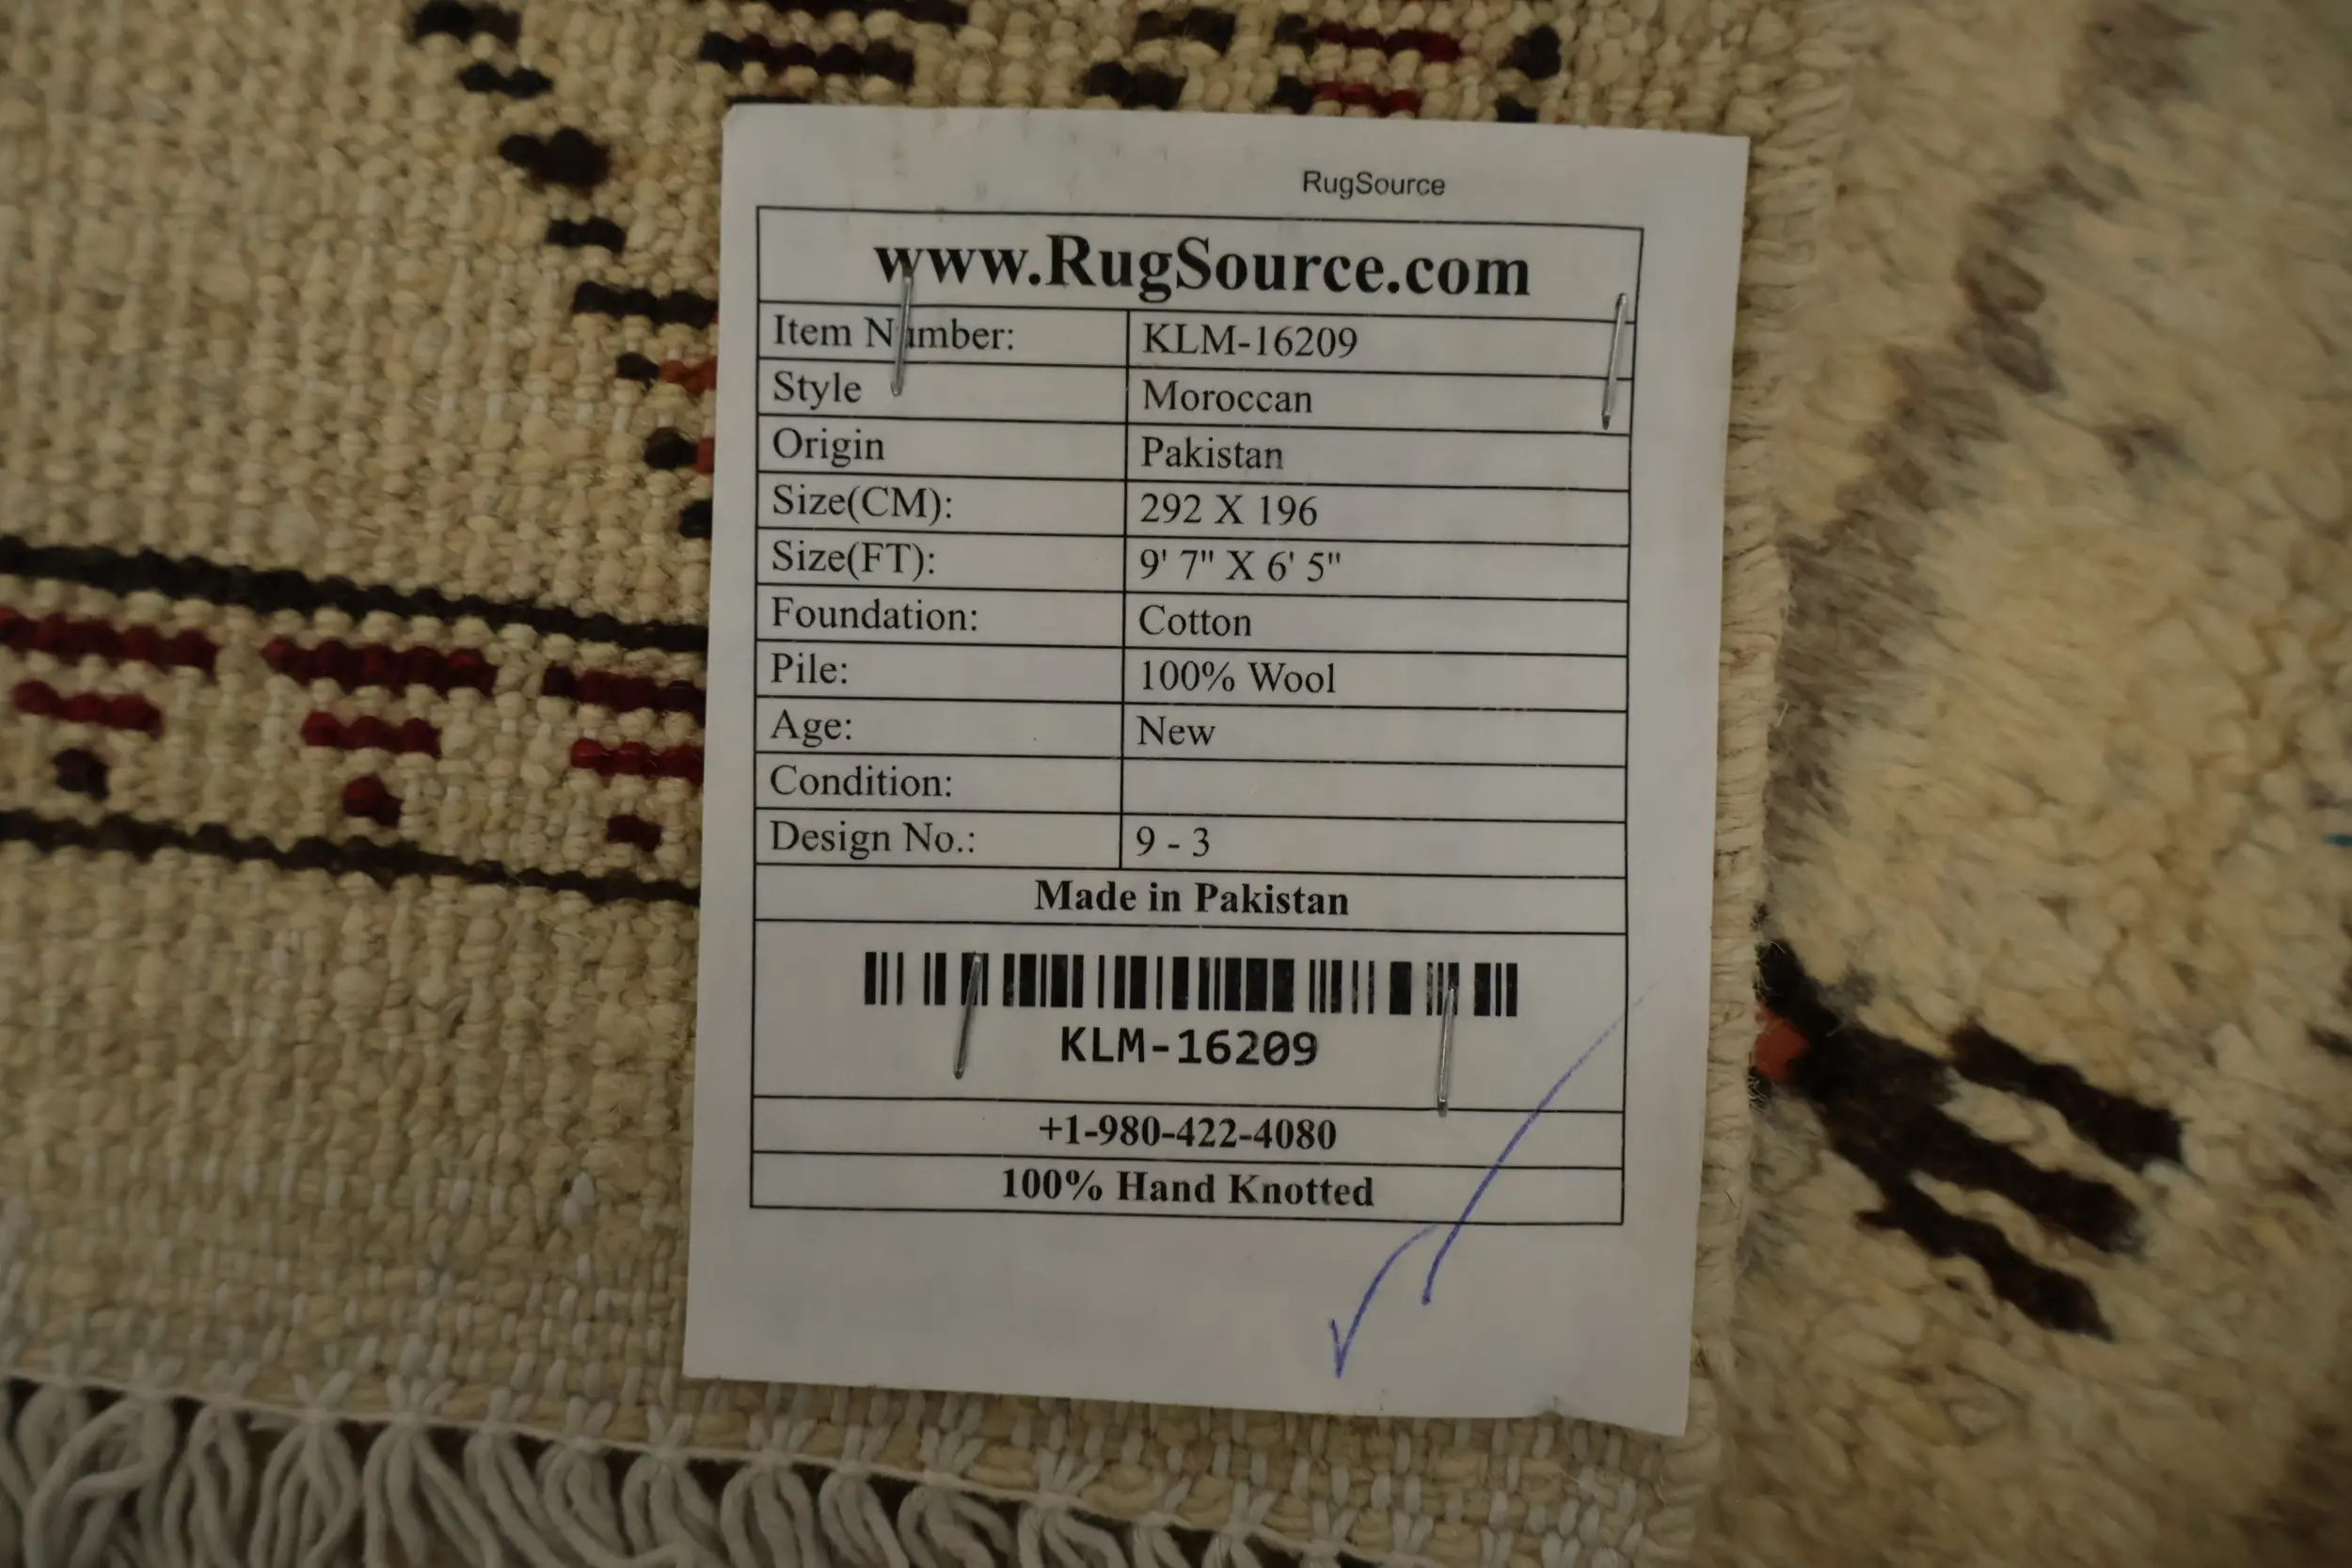 RugSource
www.RugSource.com
Item Number: KLM-16209
Style Moroccan
Origin Pakistan
Size(CM): 292 X 196
Size(FT): 9' 7" X 6' 5"
Foundation: Cotton
Pile: 100% Wool
Age: New
Condition:
Design No.: 9 - 3
Made in Pakistan
KLM-16209
+1-980-422-4080
100% Hand Knotted